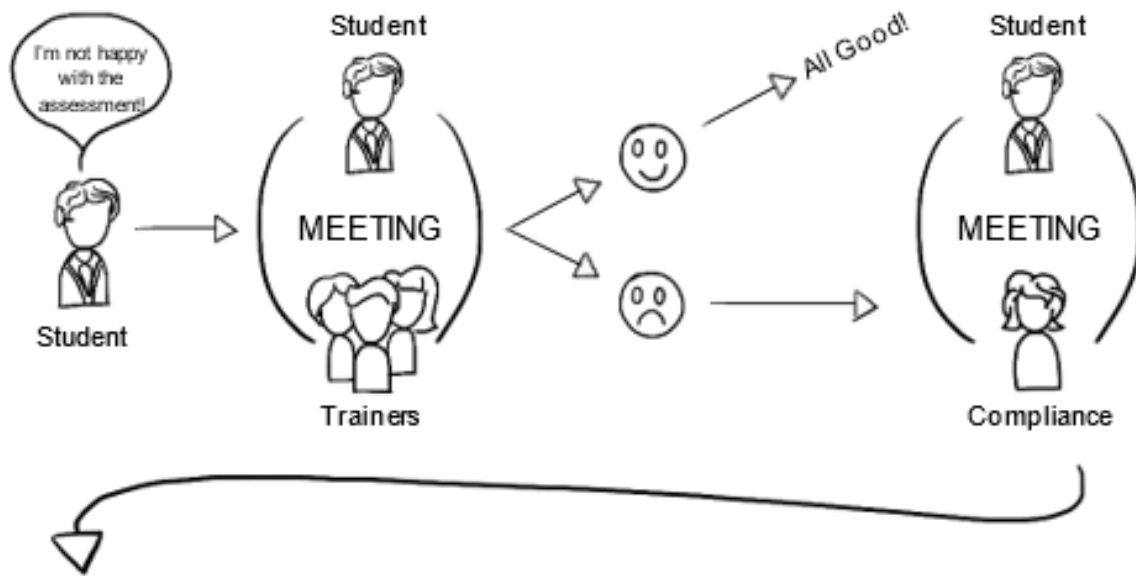 I'm not happy
with the
assessment!
Student
Student
MEETING
Trainers
All Good!
Student
MEETING
Compliance